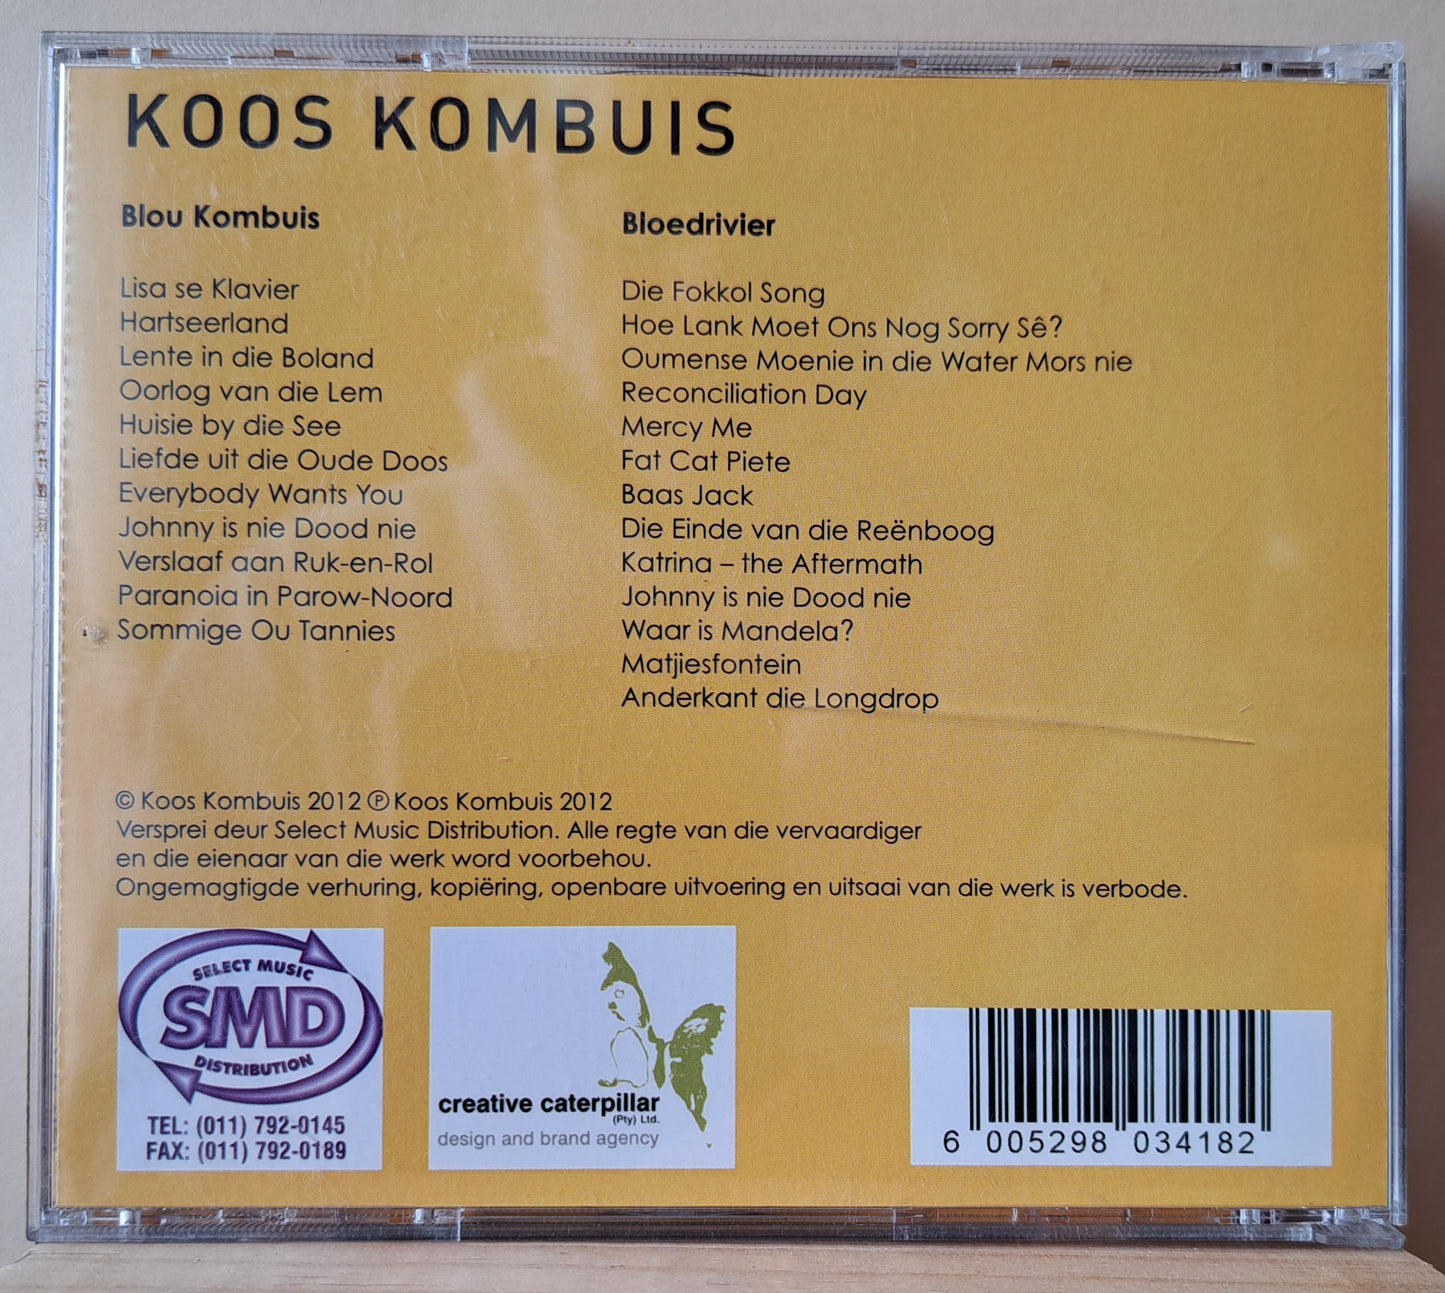 KOOS KOMBUIS
Blou Kombuis
Lisa se Klavier
Hartseerland
Lente in die Boland
Oorlog van die Lem
Huisie by die See
Liefde uit die Oude Doos
Everybody Wants You
Johnny is nie Dood nie
Verslaaf aan Ruk-en-Rol
Paranoia in Parow-Noord
Sommige Ou Tannies
Bloedrivier
Die Fokkol Song
Hoe Lank Moet Ons Nog Sorry Sê?
Oumense Moenie in die Water Mors nie
Reconciliation Day
Mercy Me
Fat Cat Piete
Baas Jack
Die Einde van die Reënboog
Katrina – the Aftermath
Johnny is nie Dood nie
Waar is Mandela?
Matjiesfontein
Anderkant die Longdrop
© Koos Kombuis 2012 ℗ Koos Kombuis 2012
Versprei deur Select Music Distribution. Alle regte van die vervaardiger
en die eienaar van die werk word voorbehou.
Ongemagtigde verhuring, kopiëring, openbare uitvoering en uitsaai van die werk is verbode.
SELECT MUSIC
SMD
DISTRIBUTION
TEL: (011) 792-0145
FAX: (011) 792-0189
creative caterpillar
(Pty) Ltd.
design and brand agency
6 005298 034182